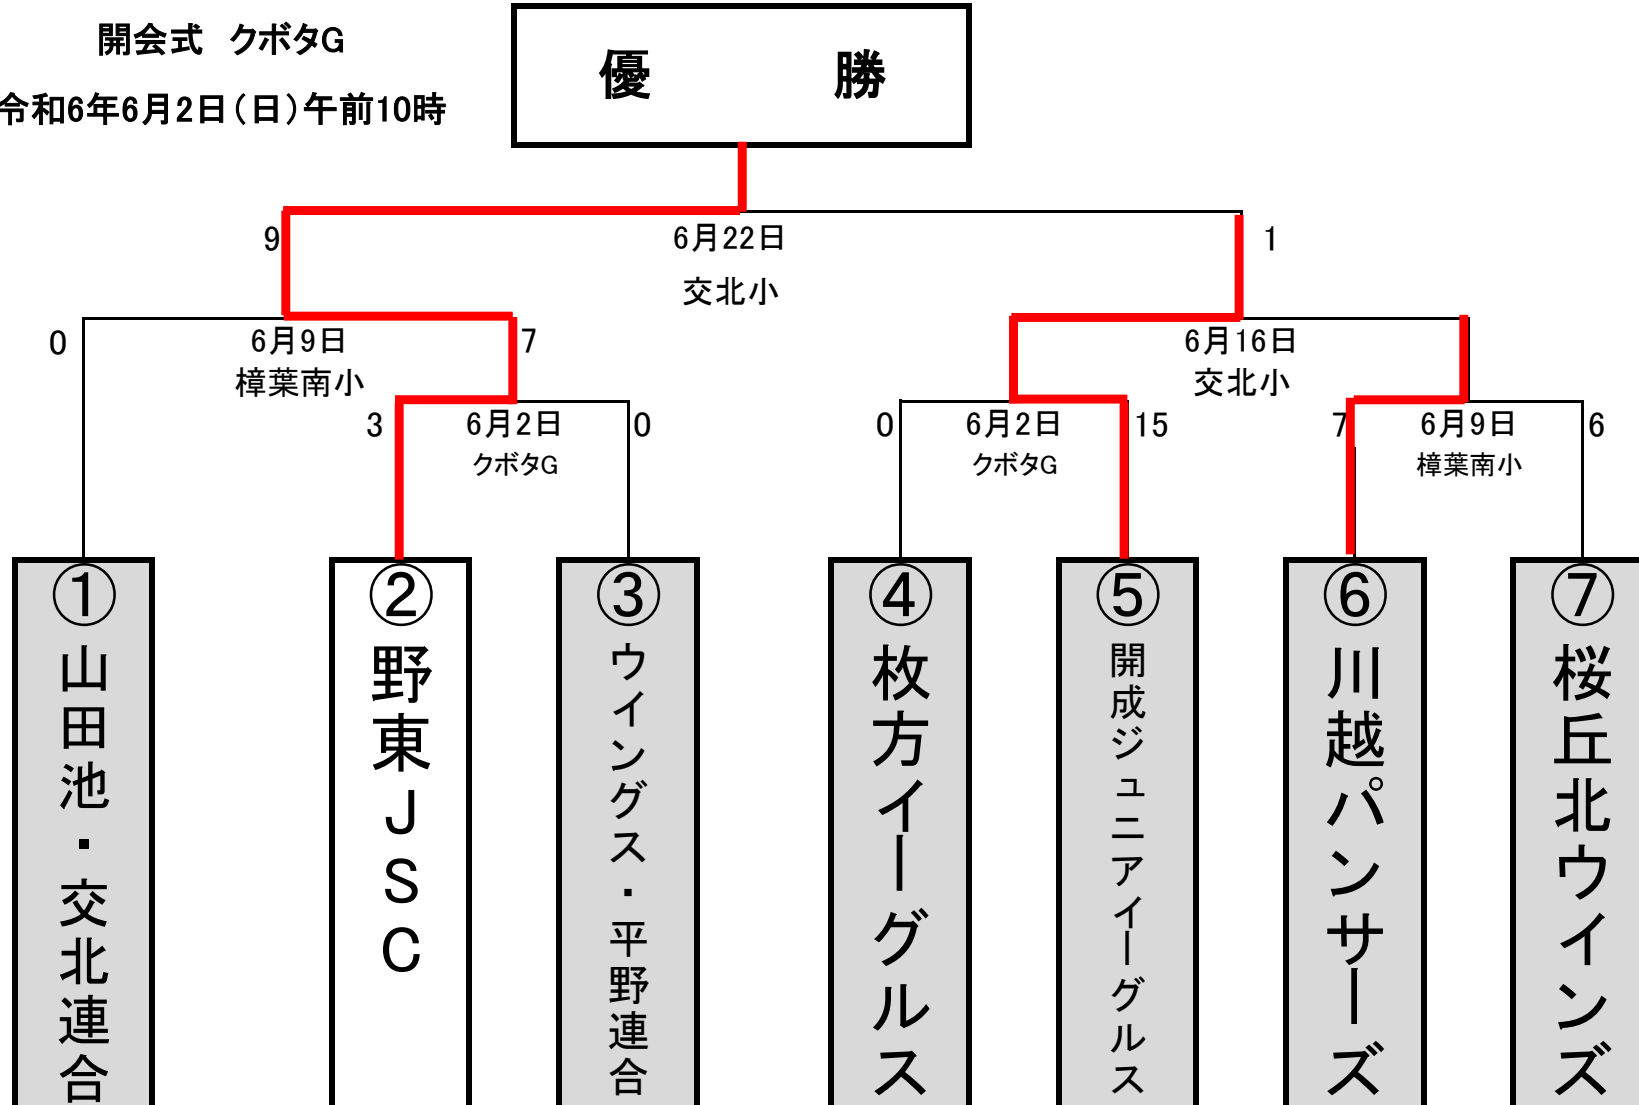 開会式 クボタG
令和6年6月2日(日)午前10時
優 勝
9
6月22日
交北小
1
0
6月9日
樟葉南小
7
6月16日
交北小
3
6月2日
クボタG
0
0
6月2日
クボタG
15
7
6月9日
樟葉南小
6
①山田池・交北連合
②野東JSC
③ウイングス・平野連合
④枚方イーグルス
⑤開成ジュニアイーグルス
⑥川越パンサーズ
⑦桜丘北ウインズ